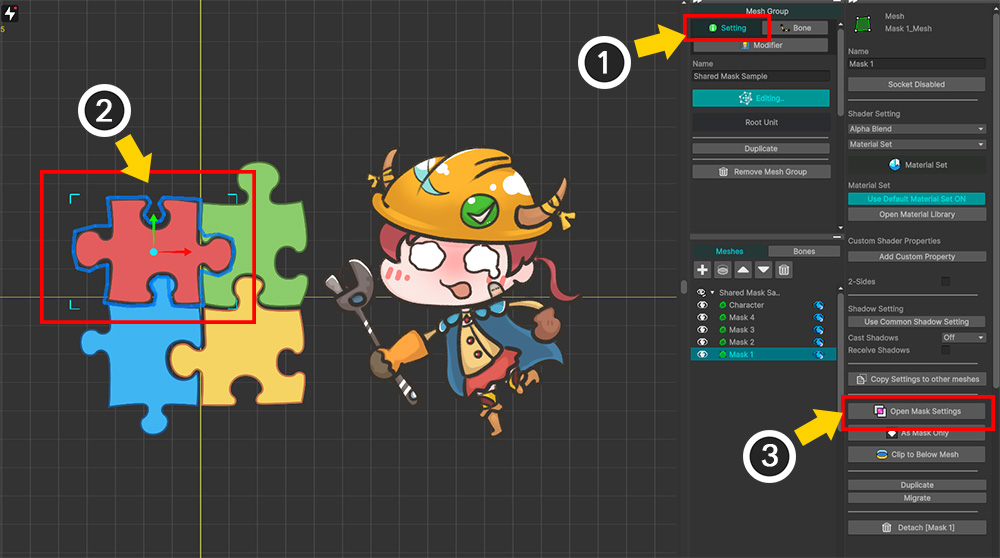 5
1
2
3
Mesh Group
Setting
Bone
Modifier
Name
Shared Mask Sample
Editing..
Root Unit
Duplicate
Remove Mesh Group
Meshes
Bones
Shared Mask Sa..
Character
Mask 4
Mask 3
Mask 2
Mask 1
Mesh
Mask 1_Mesh
Name
Mask 1
Socket Disabled
Shader Setting
Alpha Blend
Material Set
Material Set
Material Set
Use Default Material Set ON
Open Material Library
Custom Shader Properties
Add Custom Property
2-Sides
Shadow Setting
Use Common Shadow Setting
Cast Shadows
Off
Receive Shadows
Copy Settings to other meshes
Open Mask Settings
As Mask Only
Clip to Below Mesh
Duplicate
Migrate
Detach [Mask 1]